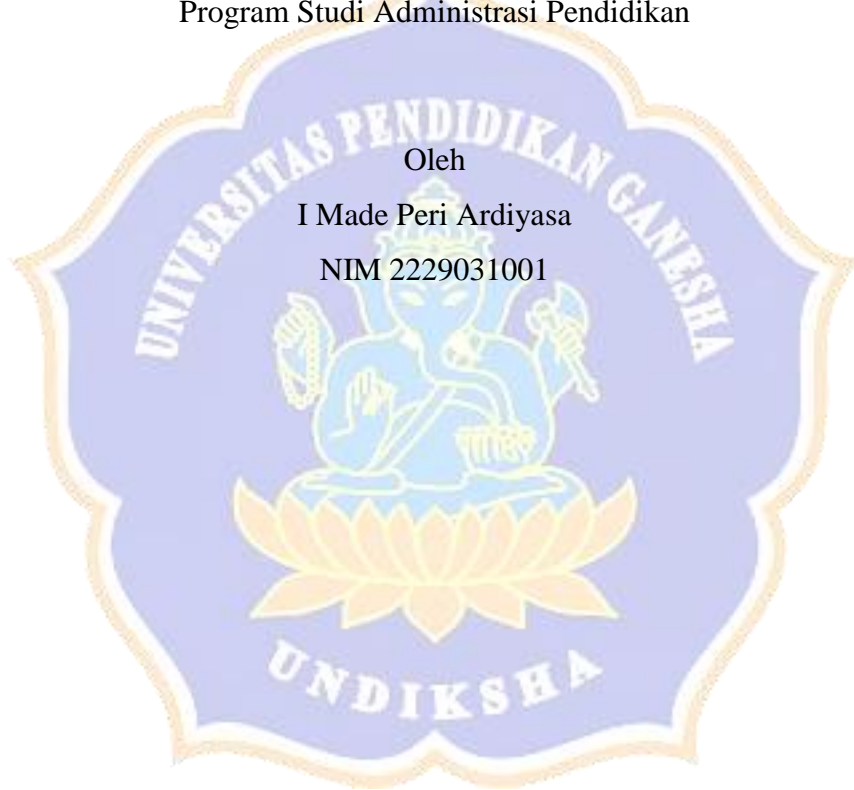 Program Studi Administrasi Pendidikan
Oleh
I Made Peri Ardiyasa
NIM 2229031001
UNIVERSITAS PENDIDIKAN GANESHA
UNDIKSHA